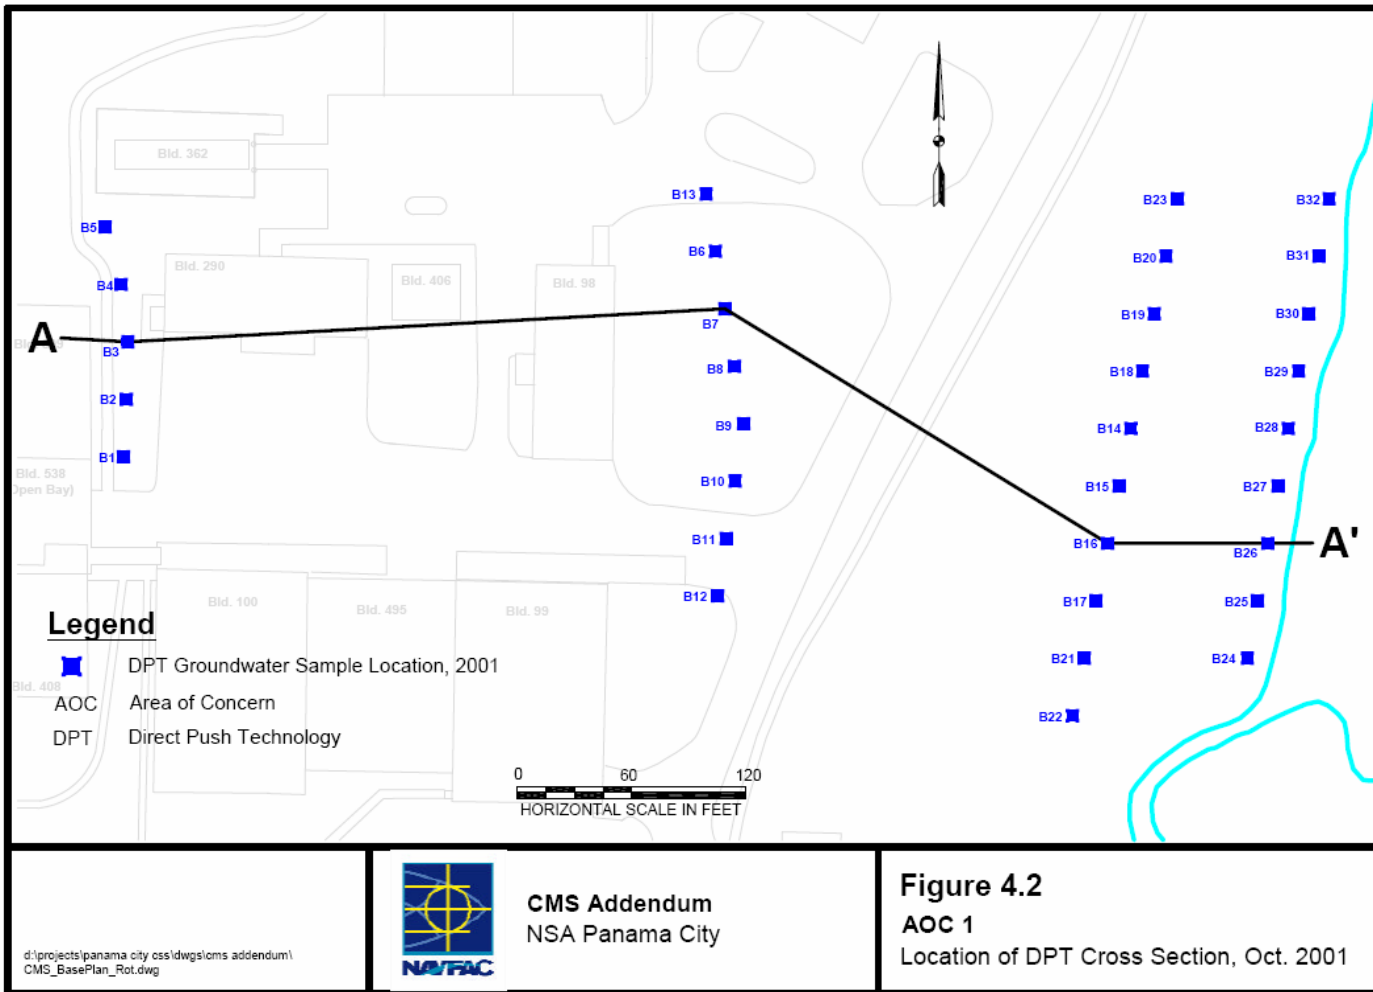 Bld. 362
B13
B23
B32
B5
B6
B20
B31
Bld. 290
Bld. 406
Bld. 98
B4
B19
B30
B7
A
B3
B8
B18
B29
B2
B9
B14
B28
B1
Bld. 538
Open Bay)
B10
B15
B27
B11
B16
B26
A'
B12
B17
B25
Bld. 100
Bld. 495
Bld. 99
Legend
DPT Groundwater Sample Location, 2001
B21
B24
Bld. 408
AOC Area of Concern
B22
DPT Direct Push Technology
0 60 120
HORIZONTAL SCALE IN FEET
CMS Addendum
NSA Panama City
NAVFAC
Figure 4.2
AOC 1
Location of DPT Cross Section, Oct. 2001
d:\projects\panama city css\dwgs\cms addendum\
CMS_BasePlan_Rot.dwg